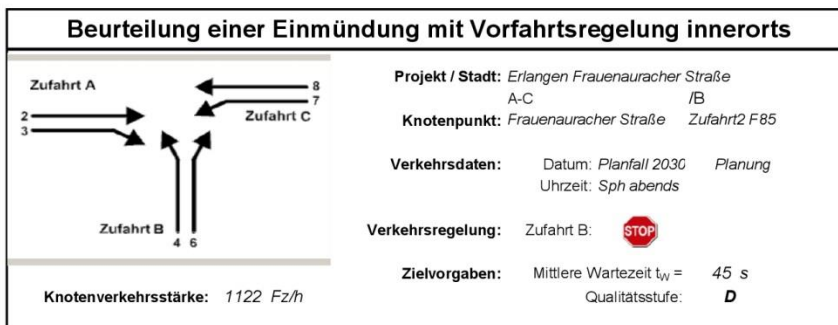 Beurteilung einer Einmündung mit Vorfahrtsregelung innerorts
Zufahrt A
8
7
Zufahrt C
2
3
Zufahrt B
4 6
Knotenverkehrsstärke: 1122 Fz/h
Projekt / Stadt: Erlangen Frauenauracher Straße
A-C /B
Knotenpunkt: Frauenauracher Straße Zufahrt2 F85
Verkehrsdaten: Datum: Planfall 2030 Planung
Uhrzeit: Sph abends
Verkehrsregelung: Zufahrt B: STOP
Zielvorgaben: Mittlere Wartezeit tW = 45 s
Qualitätsstufe: D